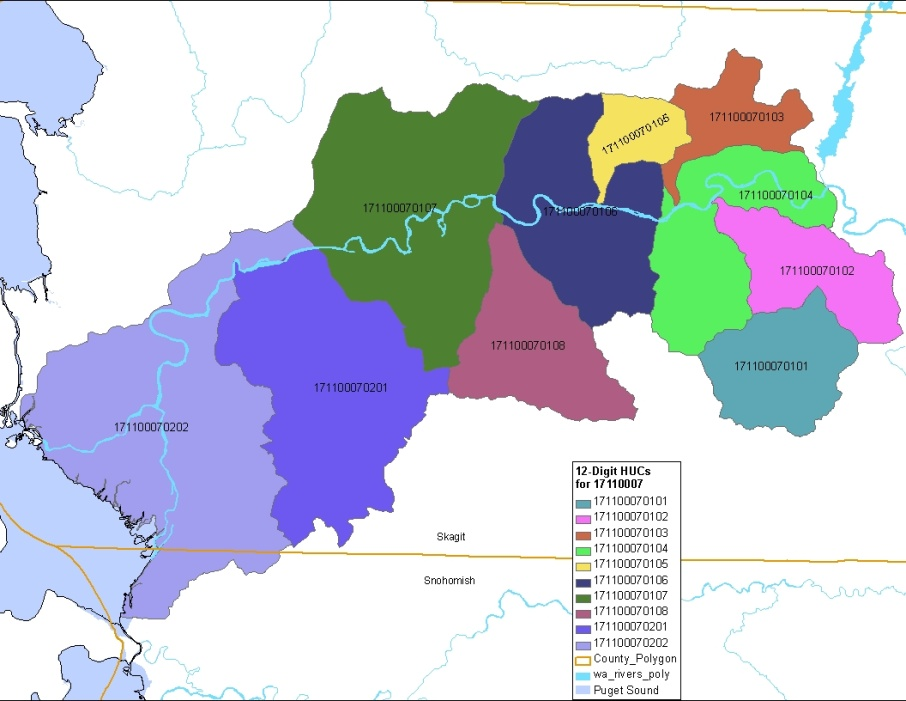 171100070103
171100070105
171100070104
171100070107
171100070106
171100070102
171100070108
171100070101
171100070201
171100070202
Skagit
Snohomish
12-Digit HUCs
for 17110007
171100070101
171100070102
171100070103
171100070104
171100070105
171100070106
171100070107
171100070108
171100070201
171100070202
County_Polygon
wa_rivers_poly
Puget Sound